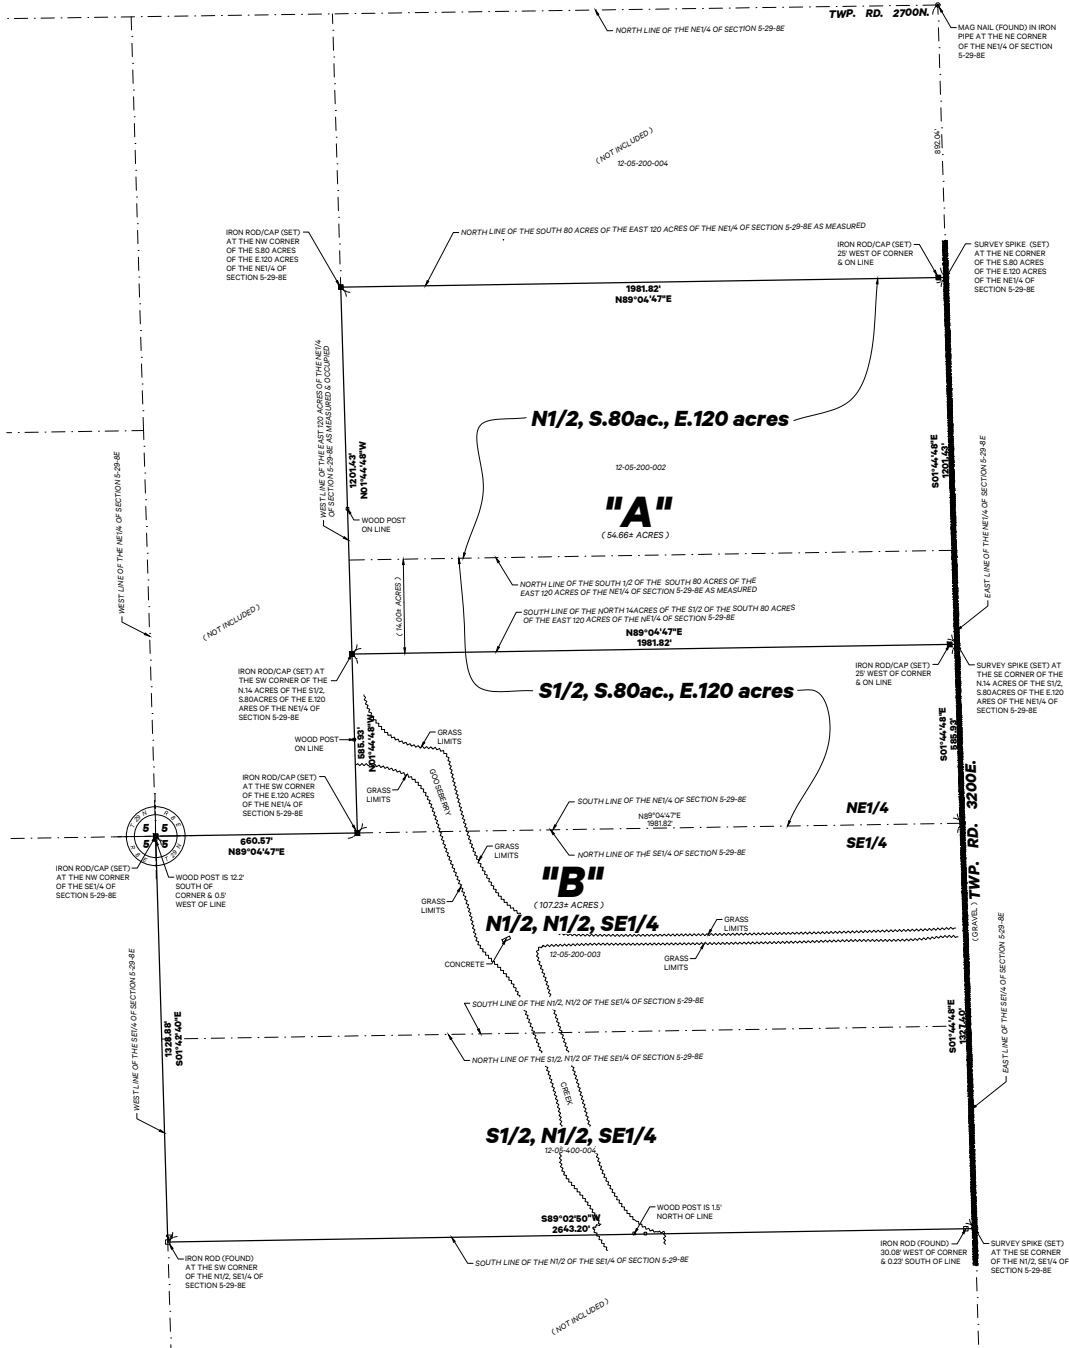 TWP. RD. 2700N.
NORTH LINE OF THE NE1/4 OF SECTION 5-29-8E
MAG NAIL (FOUND) IN IRON
PIPE AT THE NE CORNER
OF THE NE1/4 OF SECTION
5-29-8E
892.04'
( NOT INCLUDED )
12-05-200-004
IRON ROD/CAP (SET)
AT THE NW CORNER
OF THE S.80 ACRES
OF THE E.120 ACRES
OF THE NE1/4 OF
SECTION 5-29-8E
NORTH LINE OF THE SOUTH 80 ACRES OF THE EAST 120 ACRES OF THE NE1/4 OF SECTION 5-29-8E AS MEASURED
IRON ROD/CAP (SET)
25' WEST OF CORNER
& ON LINE
SURVEY SPIKE (SET)
AT THE NE CORNER
OF THE S.80 ACRES
OF THE E.120 ACRES
OF THE NE1/4 OF
SECTION 5-29-8E
1981.82'
N89°04'47"E
WEST LINE OF THE EAST 120 ACRES OF THE NE1/4
OF SECTION 5-29-8E AS MEASURED & OCCUPIED
1201.43'
N01°44'48"W
N1/2, S.80ac., E.120 acres
12-05-200-002
"A"
( 54.66± ACRES )
S01°44'48"E
1201.43'
EAST LINE OF THE NE1/4 OF SECTION 5-29-8E
WEST LINE OF THE NE1/4 OF SECTION 5-29-8E
WOOD POST
ON LINE
( 14.00± ACRES )
NORTH LINE OF THE SOUTH 1/2 OF THE SOUTH 80 ACRES OF THE
EAST 120 ACRES OF THE NE1/4 OF SECTION 5-29-8E AS MEASURED
SOUTH LINE OF THE NORTH 14ACRES OF THE S1/2 OF THE SOUTH 80 ACRES
OF THE EAST 120 ACRES OF THE NE1/4 OF SECTION 5-29-8E
N89°04'47"E
1981.82'
( NOT INCLUDED )
IRON ROD/CAP (SET) AT
THE SW CORNER OF THE
N.14 ACRES OF THE S1/2,
S.80ACRES OF THE E.120
ARES OF THE NE1/4 OF
SECTION 5-29-8E
IRON ROD/CAP (SET)
25' WEST OF CORNER
& ON LINE
SURVEY SPIKE (SET) AT
THE SE CORNER OF THE
N.14 ACRES OF THE S1/2,
S.80ACRES OF THE E.120
ARES OF THE NE1/4 OF
SECTION 5-29-8E
S1/2, S.80ac., E.120 acres
WOOD POST
ON LINE
585.93'
N01°44'48"W
GRASS
LIMITS
GRASS
LIMITS
GOOSEBERRY
S01°44'48"E
585.93'
IRON ROD/CAP (SET)
AT THE SW CORNER
OF THE E.120 ACRES
OF THE NE1/4 OF
SECTION 5-29-8E
SOUTH LINE OF THE NE1/4 OF SECTION 5-29-8E
N89°04'47"E
1981.82'
NE1/4
SE1/4
TWP. RD. 3200E.
(GRAVEL)
T 29 N
R 8 E
5 5
5 5
R 8 E
T 29 N
660.57'
N89°04'47"E
NORTH LINE OF THE SE1/4 OF SECTION 5-29-8E
GRASS
LIMITS
IRON ROD/CAP (SET)
AT THE NW CORNER
OF THE SE1/4 OF
SECTION 5-29-8E
WOOD POST IS 12.2'
SOUTH OF
CORNER & 0.5'
WEST OF LINE
GRASS
LIMITS
"B"
( 107.23± ACRES )
N1/2, N1/2, SE1/4
12-05-200-003
GRASS
LIMITS
GRASS
LIMITS
CONCRETE
SOUTH LINE OF THE N1/2, N1/2 OF THE SE1/4 OF SECTION 5-29-8E
NORTH LINE OF THE S1/2, N1/2 OF THE SE1/4 OF SECTION 5-29-8E
WEST LINE OF THE SE1/4 OF SECTION 5-29-8E
1328.88'
S01°42'40"E
S01°44'48"E
1327.40'
EAST LINE OF THE SE1/4 OF SECTION 5-29-8E
CREEK
S1/2, N1/2, SE1/4
12-05-400-004
WOOD POST IS 1.5'
NORTH OF LINE
S89°02'50"W
2643.20'
IRON ROD (FOUND)
AT THE SW CORNER
OF THE N1/2, SE1/4 OF
SECTION 5-29-8E
SOUTH LINE OF THE N1/2 OF THE SE1/4 OF SECTION 5-29-8E
IRON ROD (FOUND)
30.08' WEST OF CORNER
& 0.23' SOUTH OF LINE
SURVEY SPIKE (SET)
AT THE SE CORNER
OF THE N1/2, SE1/4 OF
SECTION 5-29-8E
( NOT INCLUDED )